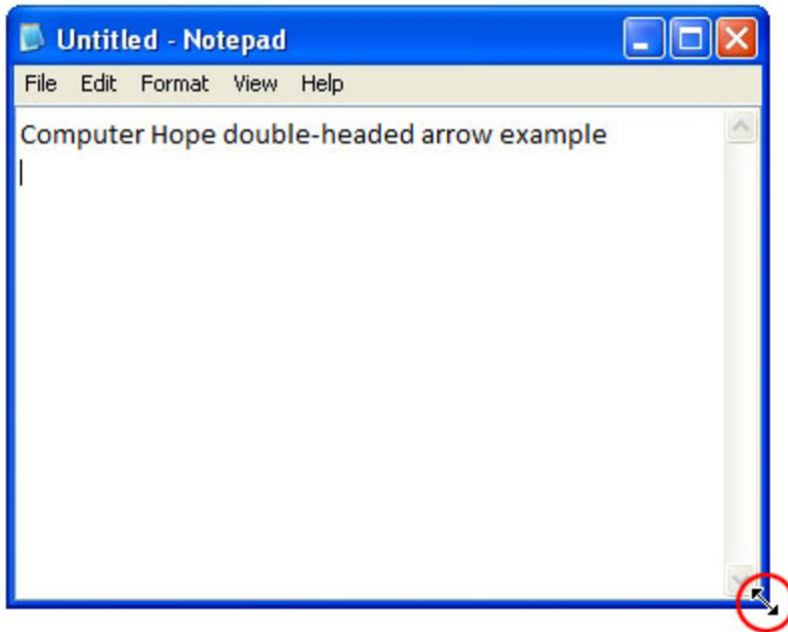 Untitled - Notepad
File Edit Format View Help
Computer Hope double-headed arrow example